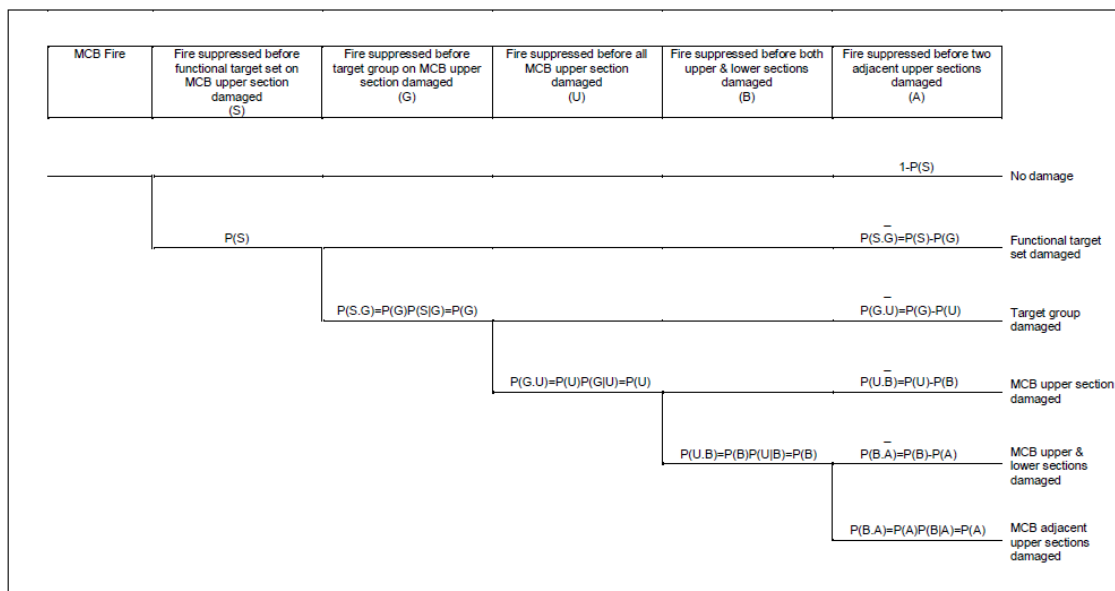 MCB Fire
Fire suppressed before
functional target set on
MCB upper section
damaged
(S)
Fire suppressed before
target group on MCB upper
section damaged
(G)
Fire suppressed before all
MCB upper section
damaged
(U)
Fire suppressed before both
upper & lower sections
damaged
(B)
Fire suppressed before two
adjacent upper sections
damaged
(A)
1-P(S)
No damage
P(S)
P(S.G̅)=P(S)-P(G)
Functional target
set damaged
P(S.G)=P(G)P(S|G)=P(G)
P(G.U̅)=P(G)-P(U)
Target group
damaged
P(G.U)=P(U)P(G|U)=P(U)
P(U.B̅)=P(U)-P(B)
MCB upper section
damaged
P(U.B)=P(B)P(U|B)=P(B)
P(B.A̅)=P(B)-P(A)
MCB upper &
lower sections
damaged
P(B.A)=P(A)P(B|A)=P(A)
MCB adjacent
upper sections
damaged